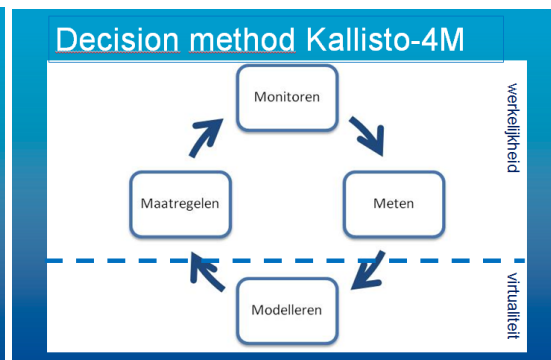 Decision method Kallisto-4M
Monitoren
werkelijkheid
Maatregelen
Meten
Modelleren
virtualiteit